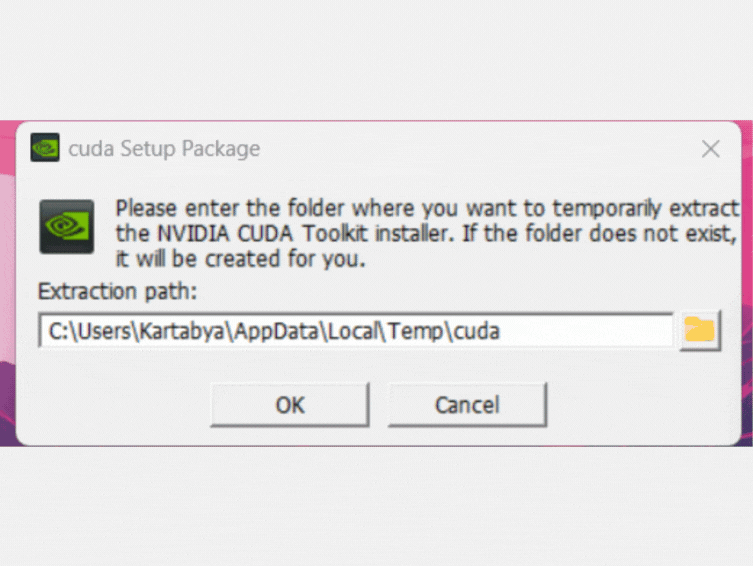 cuda Setup Package
Please enter the folder where you want to temporarily extract
the NVIDIA CUDA Toolkit installer. If the folder does not exist,
it will be created for you.
Extraction path:
C:\Users\Kartabya\AppData\Local\Temp\cuda
OK Cancel